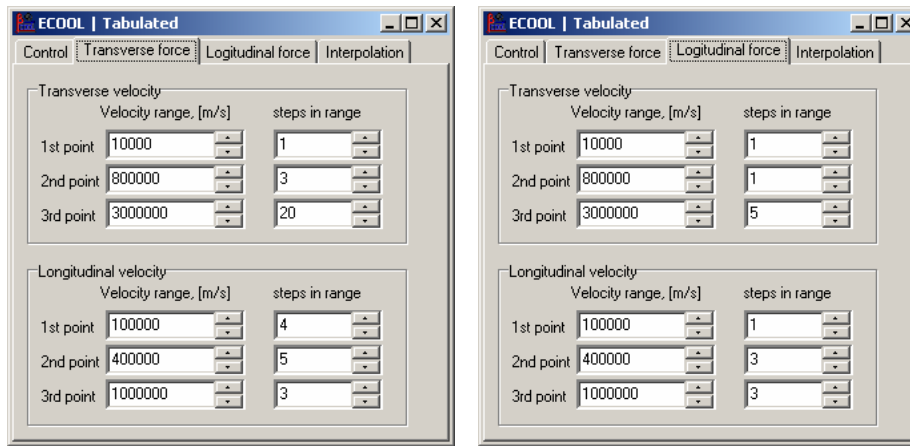 ECOOL | Tabulated
Control Transverse force Logitudinal force Interpolation
Transverse velocity
Velocity range, [m/s] steps in range
1st point 10000 1
2nd point 800000 3
3rd point 3000000 20
Longitudinal velocity
Velocity range, [m/s] steps in range
1st point 100000 4
2nd point 400000 5
3rd point 1000000 3
ECOOL | Tabulated
Control Transverse force Logitudinal force Interpolation
Transverse velocity
Velocity range, [m/s] steps in range
1st point 10000 1
2nd point 800000 1
3rd point 3000000 5
Longitudinal velocity
Velocity range, [m/s] steps in range
1st point 100000 1
2nd point 400000 3
3rd point 1000000 3